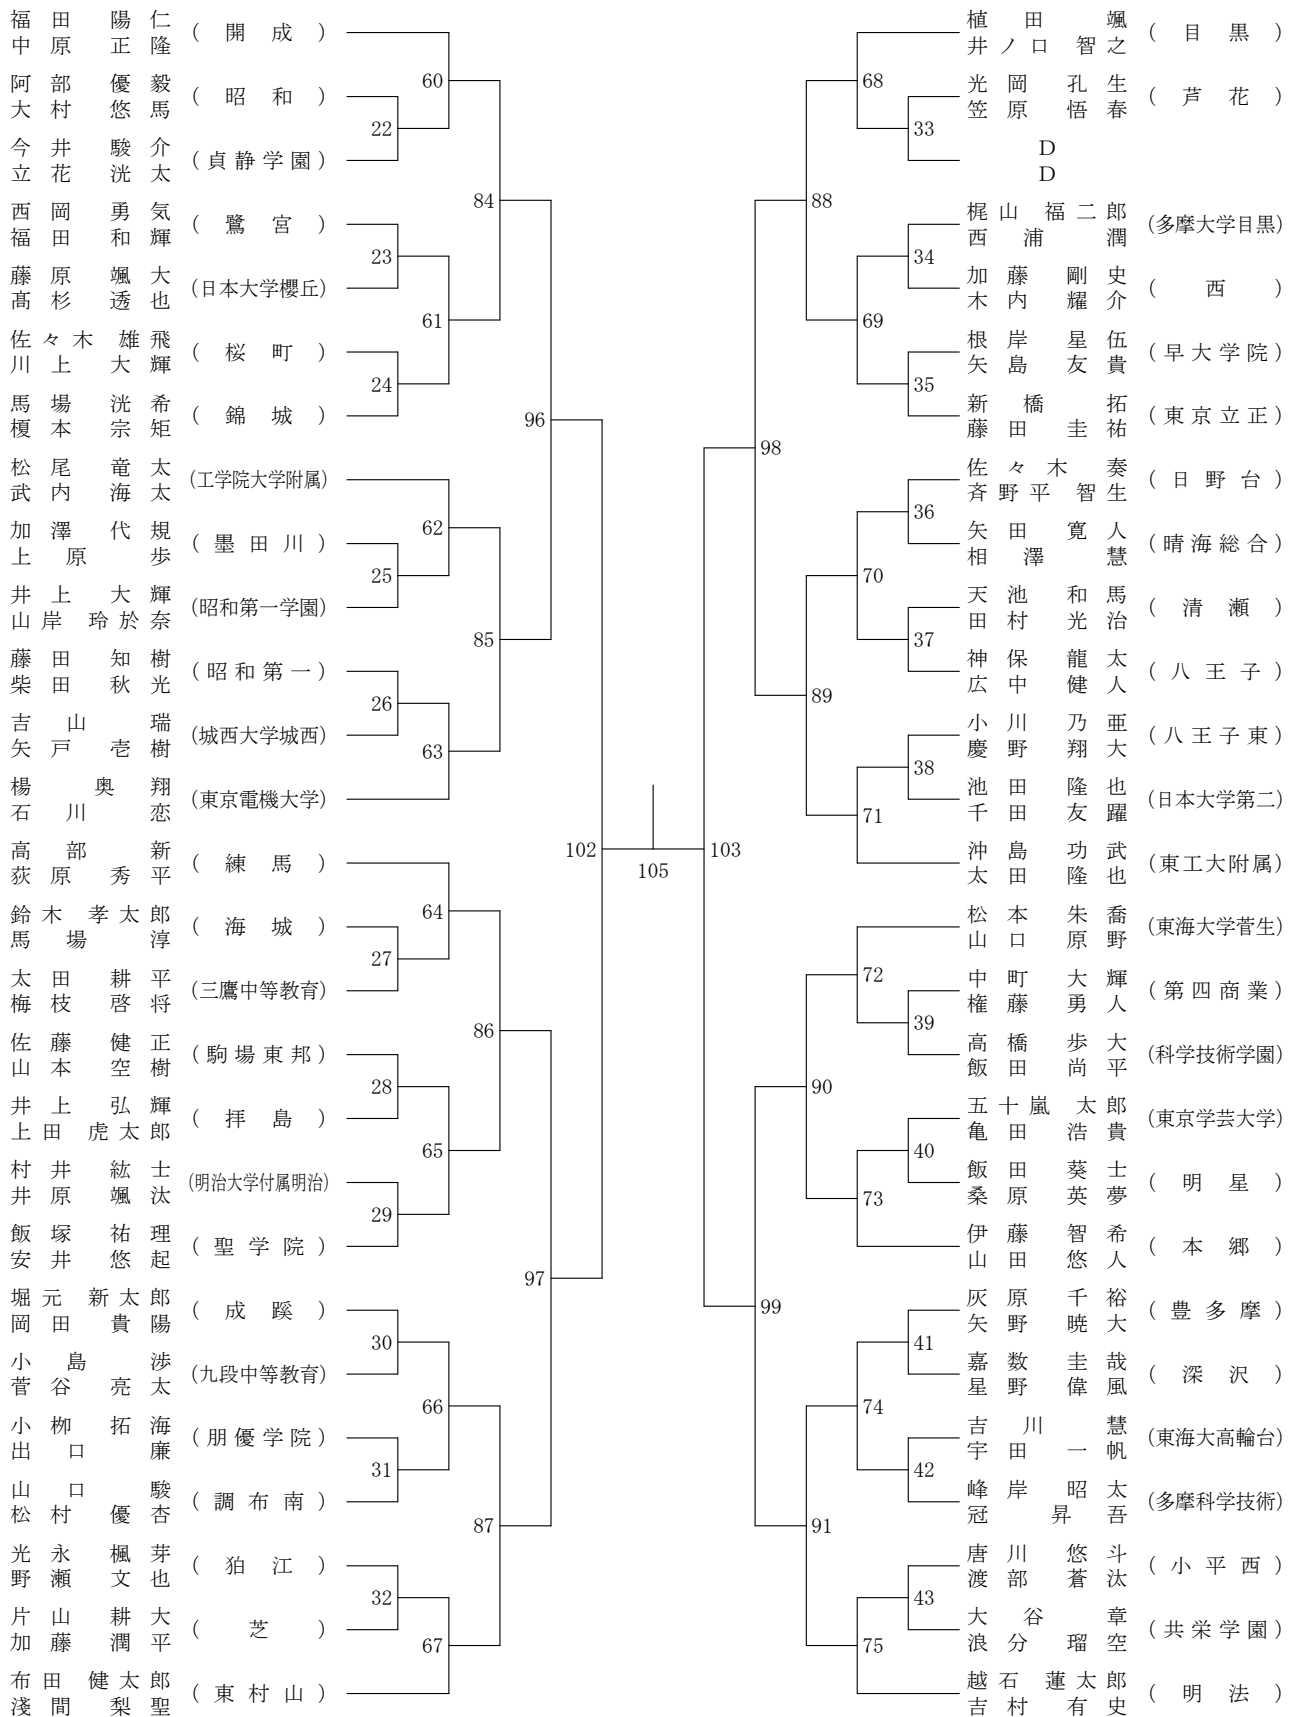 福田 陽仁
中原 正隆 (開成)
阿部 優毅
大村 悠馬 (昭和)
今井 駿介
立花 洸太 (貞静学園)
西岡 勇気
福田 和輝 (鷺宮)
藤原 颯大
髙杉 透也 (日本大学櫻丘)
佐々木 雄飛
川上 大輝 (桜町)
馬場 洸希
榎本 宗矩 (錦城)
松尾 竜太
武内 海太 (工学院大学附属)
加澤 代規
上原 歩 (墨田川)
井上 大輝
山岸 玲於奈 (昭和第一学園)
藤田 知樹
柴田 秋光 (昭和第一)
吉山 瑞
矢戸 壱樹 (城西大学城西)
楊 奥翔
石川 恋 (東京電機大学)
高部 新
荻原 秀平 (練馬)
鈴木 孝太郎
馬場 淳 (海城)
太田 耕平
梅枝 啓将 (三鷹中等教育)
佐藤 健正
山本 空樹 (駒場東邦)
井上 弘輝
上田 虎太郎 (拝島)
村井 紘士
井原 颯汰 (明治大学付属明治)
飯塚 祐理
安井 悠起 (聖学院)
堀元 新太郎
岡田 貴陽 (成蹊)
小島 渉
菅谷 亮太 (九段中等教育)
小栁 拓海
出口 廉 (朋優学院)
山口 駿
松村 優杏 (調布南)
光永 楓芽
野瀬 文也 (狛江)
片山 耕大
加藤 潤平 (芝)
布田 健太郎
淺間 梨聖 (東村山)
60
22
84
23
61
24
96
62
25
85
26
63
102
64
27
86
28
65
29
97
30
66
31
87
32
67
105
103
68
33
88
34
69
35
98
36
70
37
89
38
71
72
39
90
40
73
99
41
74
42
91
43
75
植田 颯
井ノ口 智之 (目黒)
光岡 孔生
笠原 悟春 (芦花)
D
D
梶山 福二郎
西浦 潤 (多摩大学目黒)
加藤 剛史
木内 耀介 (西)
根岸 星伍
矢島 友貴 (早大学院)
新橋 拓
藤田 圭祐 (東京立正)
佐々木 奏
斉野平 智生 (日野台)
矢田 寛人
相澤 慧 (晴海総合)
天池 和馬
田村 光治 (清瀬)
神保 龍太
広中 健人 (八王子)
小川 乃亜
慶野 翔大 (八王子東)
池田 隆也
千田 友躍 (日本大学第二)
沖島 功武
太田 隆也 (東工大附属)
松本 朱喬
山口 原野 (東海大学菅生)
中町 大輝
権藤 勇人 (第四商業)
高橋 歩大
飯田 尚平 (科学技術学園)
五十嵐 太郎
亀田 浩貴 (東京学芸大学)
飯田 葵士
桑原 英夢 (明星)
伊藤 智希
山田 悠人 (本郷)
灰原 千裕
矢野 暁大 (豊多摩)
嘉数 圭哉
星野 偉風 (深沢)
吉川 慧
宇田 一帆 (東海大高輪台)
峰岸 昭太
冠 昇吾 (多摩科学技術)
唐川 悠斗
渡部 蒼汰 (小平西)
大谷 章
浪分 瑠空 (共栄学園)
越石 蓮太郎
吉村 有史 (明法)